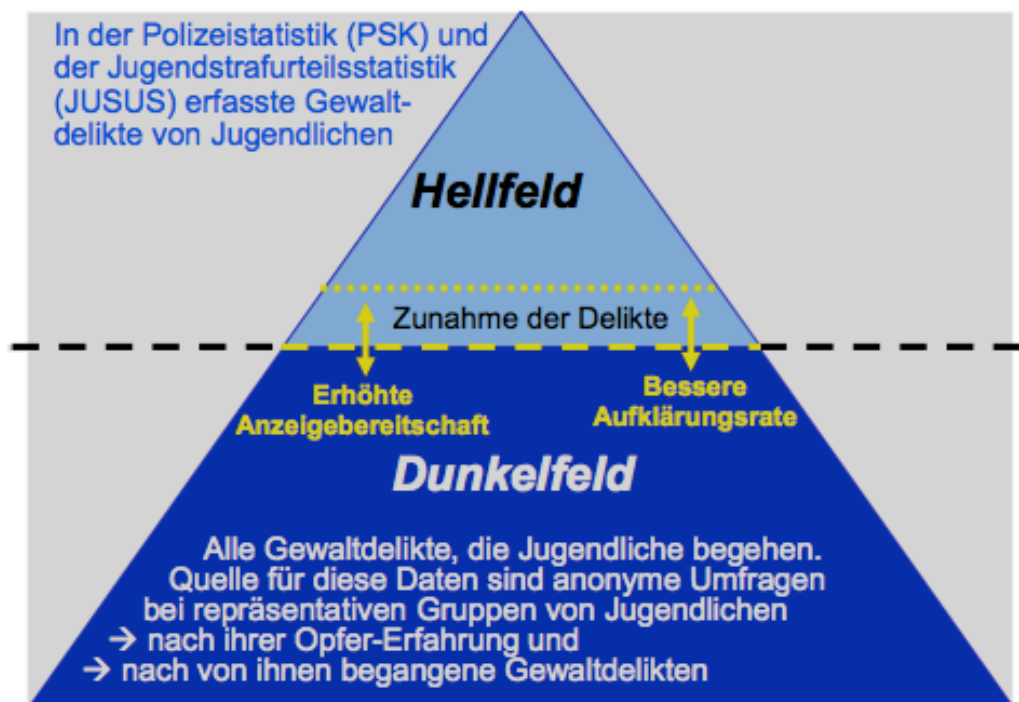 In der Polizeistatistik (PSK) und
der Jugendstrafurteilsstatistik
(JUSUS) erfasste Gewalt-
delikte von Jugendlichen
Hellfeld
Zunahme der Delikte
Erhöhte
Anzeigebereitschaft
Bessere
Aufklärungsrate
Dunkelfeld
Alle Gewaltdelikte, die Jugendliche begehen.
Quelle für diese Daten sind anonyme Umfragen
bei repräsentativen Gruppen von Jugendlichen
→ nach ihrer Opfer-Erfahrung und
→ nach von ihnen begangene Gewaltdelikten